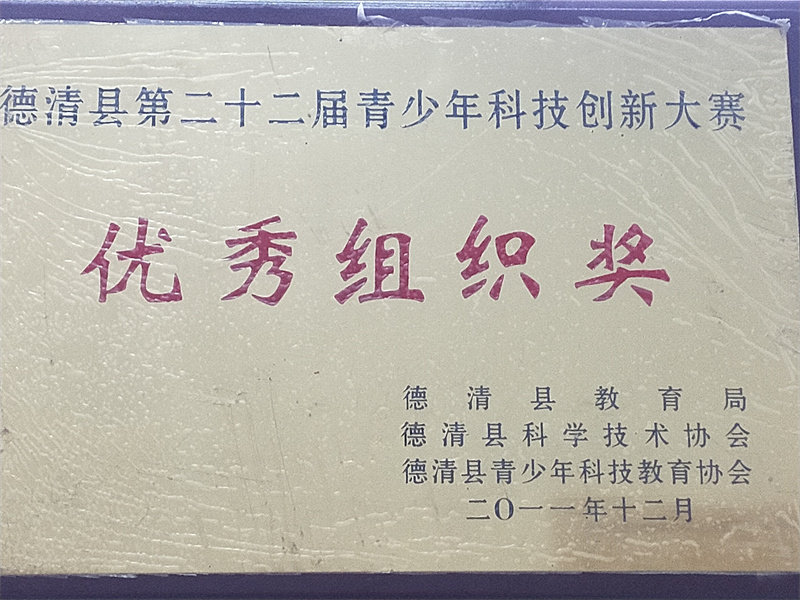 德清县第二十二届青少年科技创新大赛
优秀组织奖
德清县教育局
德清县科学技术协会
德清县青少年科技教育协会
二〇一一年十二月